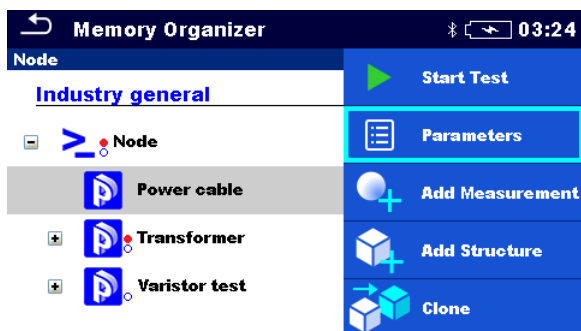 Memory Organizer
03:24
Node
Industry general
Node
Power cable
Transformer
Varistor test
Start Test
Parameters
Add Measurement
Add Structure
Clone